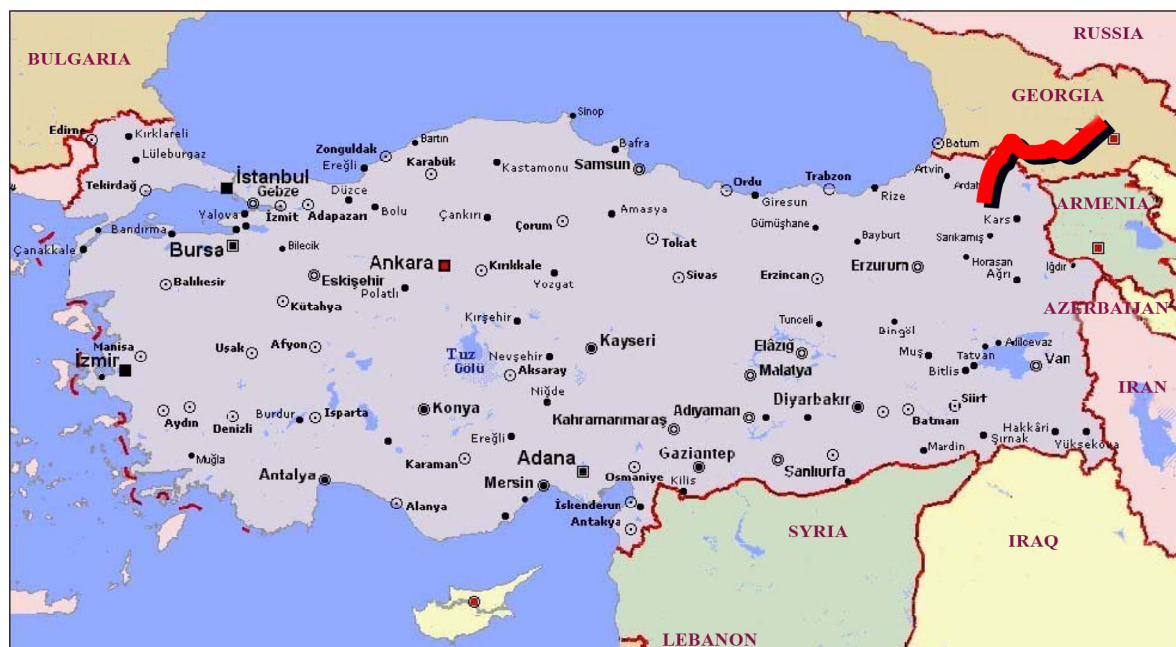 RUSSIA
BULGARIA
GEORGIA
Sinop
Edirne
Kırklareli
Bartın
Zonguldak
Bafra
Batum
Lüleburgaz
Ereğli
Karabük
Kastamonu
Samsun
Artvin
İstanbul
Tekirdağ
Gebze
Düzce
Ordu
Trabzon
Rize
ARMENIA
Yalova
İzmit
Adapazarı
Bolu
Çankırı
Çorum
Amasya
Giresun
Gümüşhane
Kars
Bandırma
Çanakkale
Bursa
Bilecik
Tokat
Bayburt
Sarıkamış
Ankara
Kırıkkale
Yozgat
Sivas
Erzincan
Erzurum
Horasan
Ağrı
Iğdır
Balıkesir
Eskişehir
Polatlı
Kütahya
AZERBAIJAN
Kırşehir
Tunceli
Bingöl
Manisa
Uşak
Afyon
Tuz
Gölü
Nevşehir
Kayseri
Elâzığ
Muş
Tatvan
Adilcevaz
Van
İzmir
Aksaray
Malatya
Bitlis
IRAN
Niğde
Aydın
Denizli
Burdur
Isparta
Konya
Kahramanmaraş
Adıyaman
Diyarbakır
Batman
Siirt
Muğla
Ereğli
Mardin
Şırnak
Hakkâri
Yüksekova
Antalya
Karaman
Adana
Osmaniye
Gaziantep
Şanlıurfa
Mersin
Kilis
Alanya
İskenderun
Antakya
SYRIA
IRAQ
LEBANON